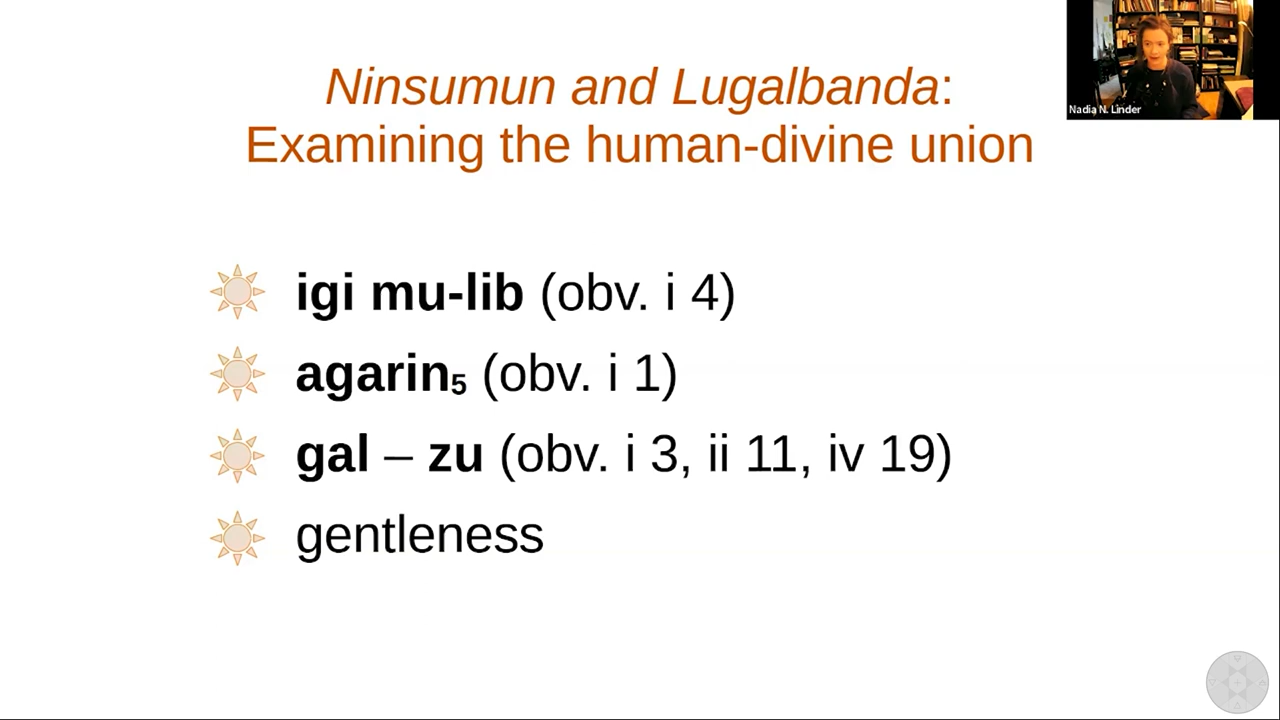 Ninsumun and Lugalbanda:
Examining the human-divine union
Nadia N. Linder
igi mu-lib (obv. i 4)
agarin₅ (obv. i 1)
gal – zu (obv. i 3, ii 11, iv 19)
gentleness